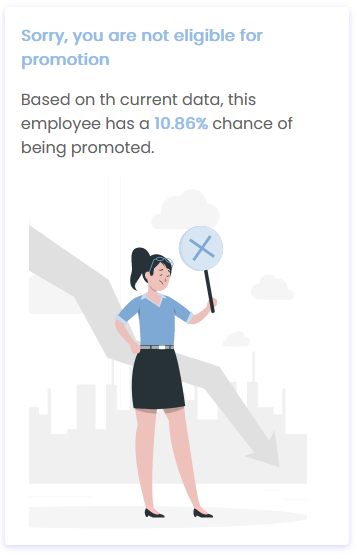 Sorry, you are not eligible for
promotion
Based on th current data, this
employee has a 10.86% chance of
being promoted.